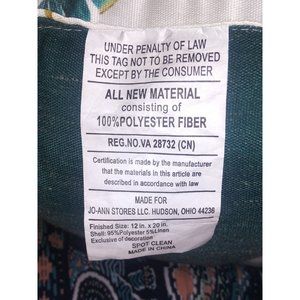 UNDER PENALTY OF LAW
THIS TAG NOT TO BE REMOVED
EXCEPT BY THE CONSUMER
ALL NEW MATERIAL
consisting of
100%POLYESTER FIBER
REG.NO.VA 28732 (CN)
Certification is made by the manufacturer
that the materials in this article are
described in accordance with law
MADE FOR
JO-ANN STORES LLC. HUDSON, OHIO 44236
Finished Size: 12 in. x 20 in.
Shell: 95%Polyester 5%Linen
Exclusive of decoration
SPOT CLEAN
MADE IN CHINA